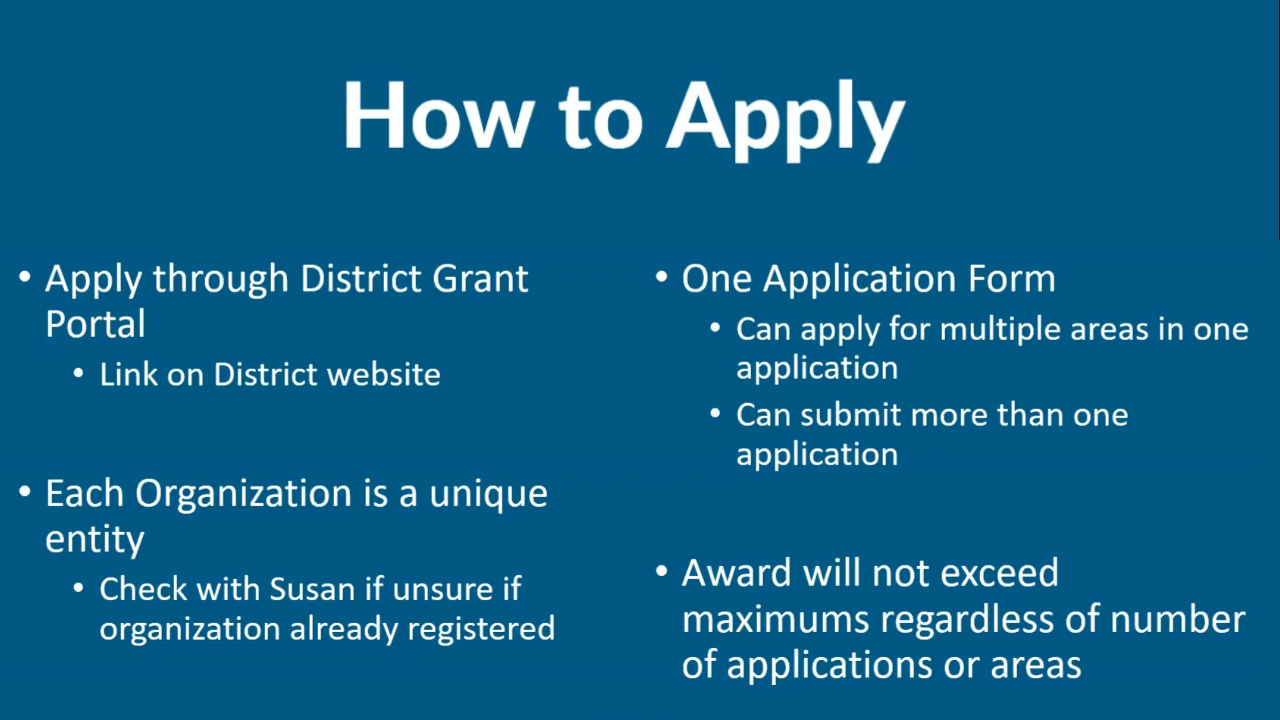 How to Apply
• Apply through District Grant
Portal
• Link on District website
• Each Organization is a unique
entity
• Check with Susan if unsure if
organization already registered
• One Application Form
• Can apply for multiple areas in one
application
• Can submit more than one
application
• Award will not exceed
maximums regardless of number
of applications or areas